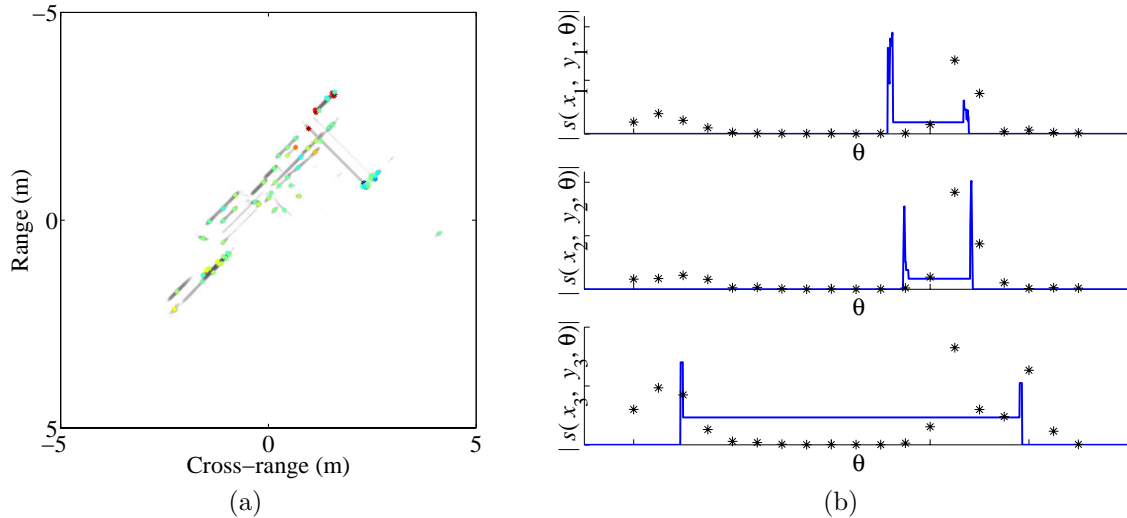 −5
0
5
−5
0
5
Range (m)
Cross−range (m)
(a)
|s(x1, y1, θ)|
θ
|s(x2, y2, θ)|
θ
|s(x3, y3, θ)|
θ
(b)